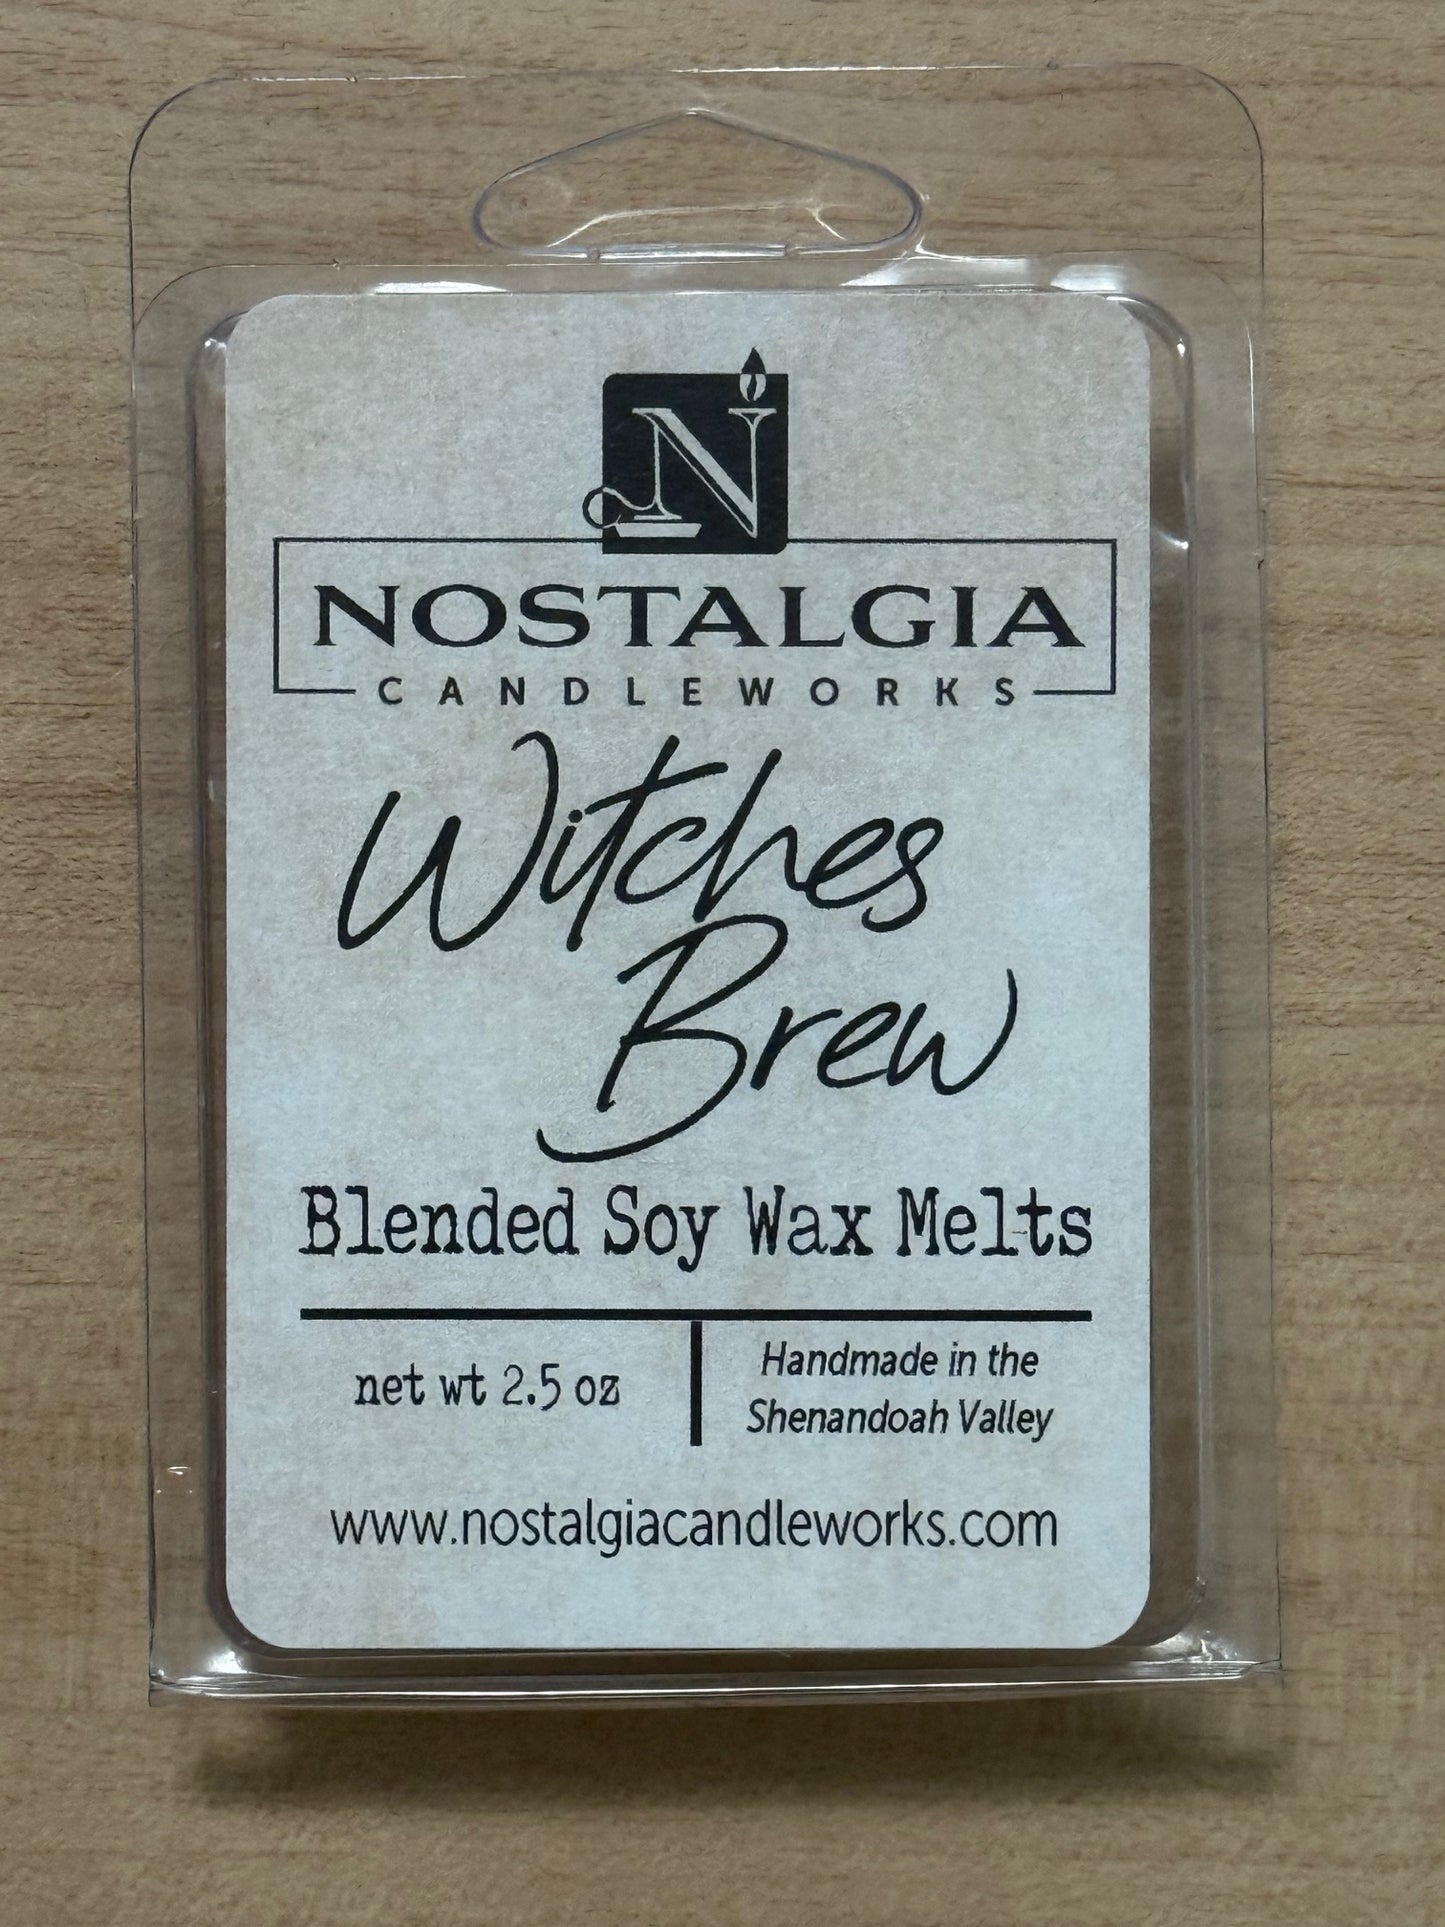 N
NOSTALGIA
CANDLEWORKS
Witches
Brew
Blended Soy Wax Melts
net wt 2.5 oz
Handmade in the
Shenandoah Valley
www.nostalgiacandleworks.com